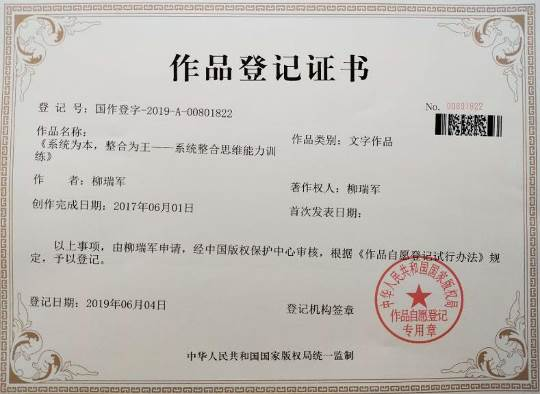 作品登记证书
登 记 号：国作登字-2019-A-00801822
No. 00801822
作品名称：
《系统为本，整合为王——系统整合思维能力训
练》
作品类别：文字作品
作 者：柳瑞军
著作权人：柳瑞军
创作完成日期：2017年06月01日
首次发表日期：
以上事项，由柳瑞军申请，经中国版权保护中心审核，根据《作品自愿登记试行办法》规
定，予以登记。
登记日期：2019年06月04日
登记机构签章
中华人民共和国国家版权局
作品自愿登记
专用章
中华人民共和国国家版权局统一监制